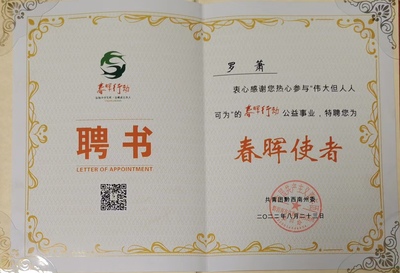 春晖行动
聘书
LETTER OF APPOINTMENT
罗萧
衷心感谢您热心参与“伟大但人人
可为”的春晖行动公益事业，特聘您为
春晖使者
共青团黔西南州委
二〇二二年八月二十三日